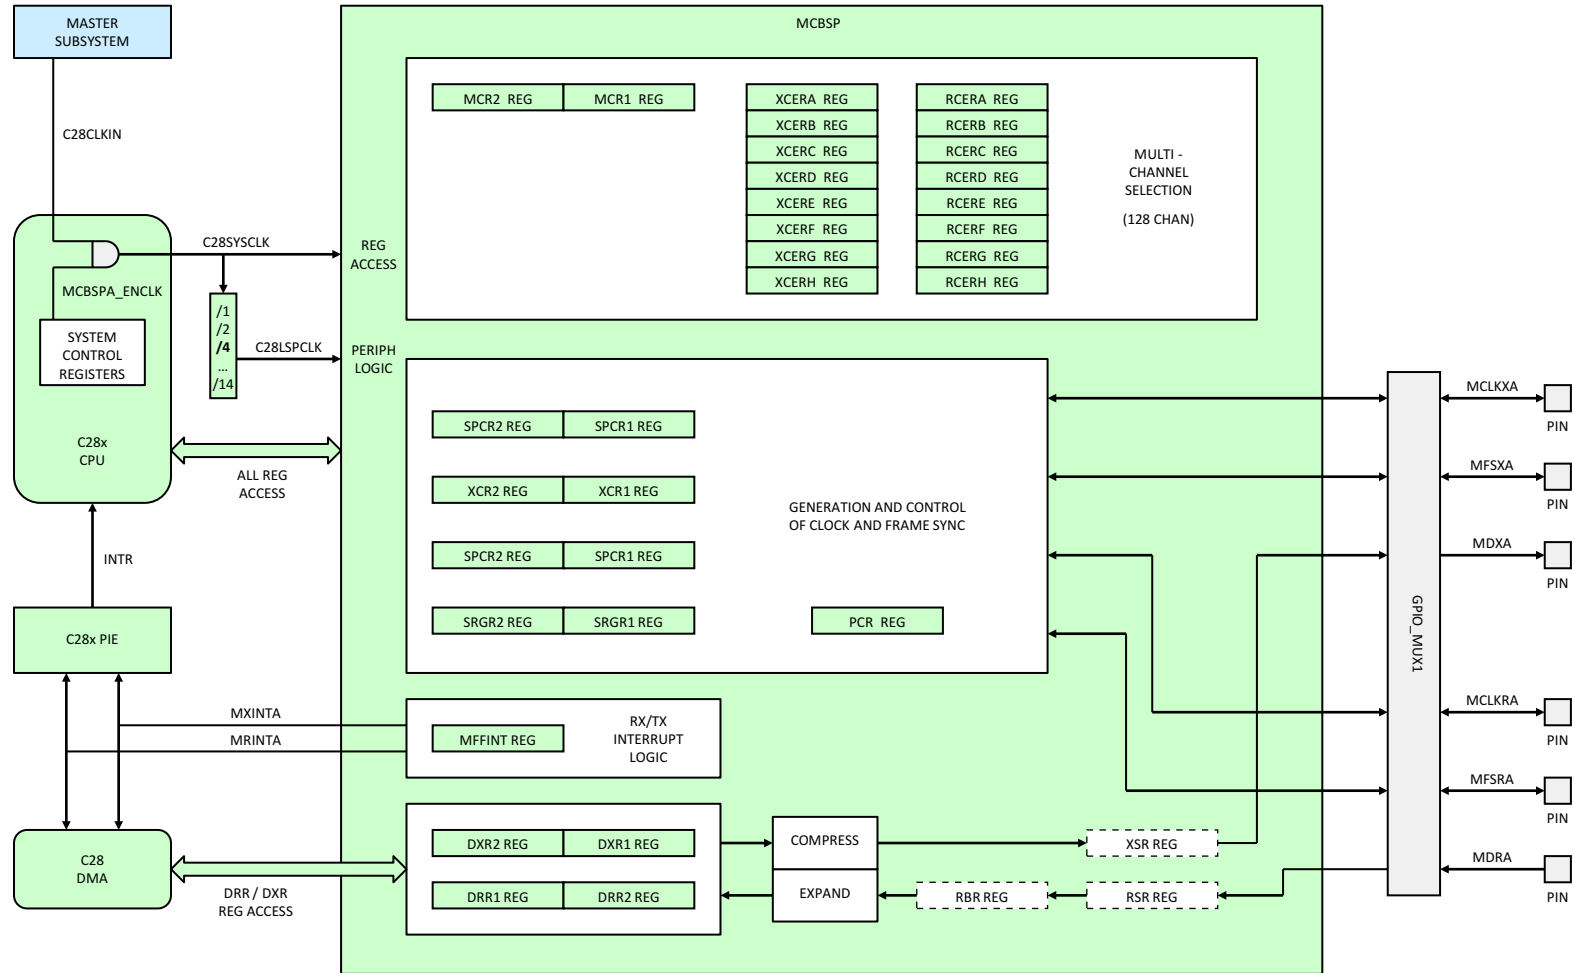 MASTER
SUBSYSTEM
C28CLKIN
C28SYSCLK
MCBSPA_ENCLK
SYSTEM
CONTROL
REGISTERS
C28x
CPU
/1
/2
/4
...
/14
C28LSPCLK
ALL REG
ACCESS
INTR
C28x PIE
MXINTA
MRINTA
C28
DMA
DRR / DXR
REG ACCESS
MCBSP
REG
ACCESS
PERIPH
LOGIC
MCR2 REG
MCR1 REG
XCERA REG
XCERB REG
XCERC REG
XCERD REG
XCERE REG
XCERF REG
XCERG REG
XCERH REG
RCERA REG
RCERB REG
RCERC REG
RCERD REG
RCERE REG
RCERF REG
RCERG REG
RCERH REG
MULTI -
CHANNEL
SELECTION
(128 CHAN)
SPCR2 REG
SPCR1 REG
XCR2 REG
XCR1 REG
SPCR2 REG
SPCR1 REG
SRGR2 REG
SRGR1 REG
GENERATION AND CONTROL
OF CLOCK AND FRAME SYNC
PCR REG
MFFINT REG
RX/TX
INTERRUPT
LOGIC
DXR2 REG
DXR1 REG
DRR1 REG
DRR2 REG
COMPRESS
EXPAND
XSR REG
RBR REG
RSR REG
GPIO_MUX1
MCLKXA
PIN
MFSXA
PIN
MDXA
PIN
MCLKRA
PIN
MFSRA
PIN
MDRA
PIN